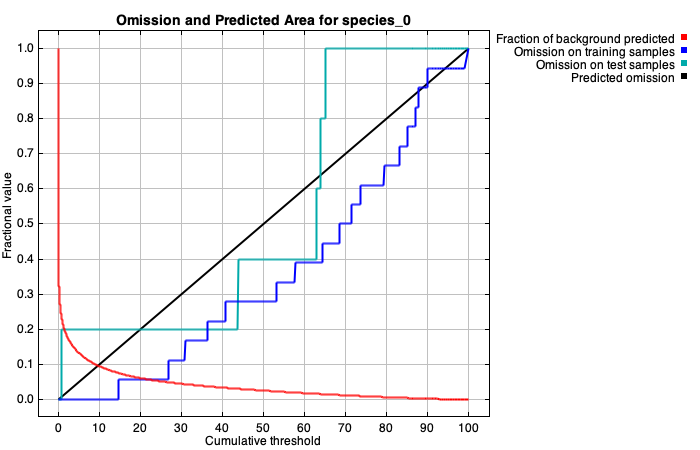 Omission and Predicted Area for species_0
Fraction of background predicted
Omission on training samples
Omission on test samples
Predicted omission
Fractional value
1.0
0.9
0.8
0.7
0.6
0.5
0.4
0.3
0.2
0.1
0.0
0 10 20 30 40 50 60 70 80 90 100
Cumulative threshold